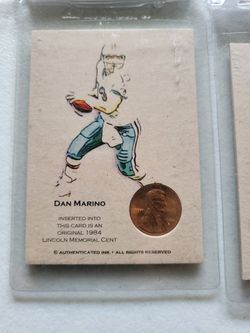 DAN MARINO
INSERTED INTO
THIS CARD IS AN
ORIGINAL 1984
LINCOLN MEMORIAL CENT
© AUTHENTICATED INK • ALL RIGHTS RESERVED